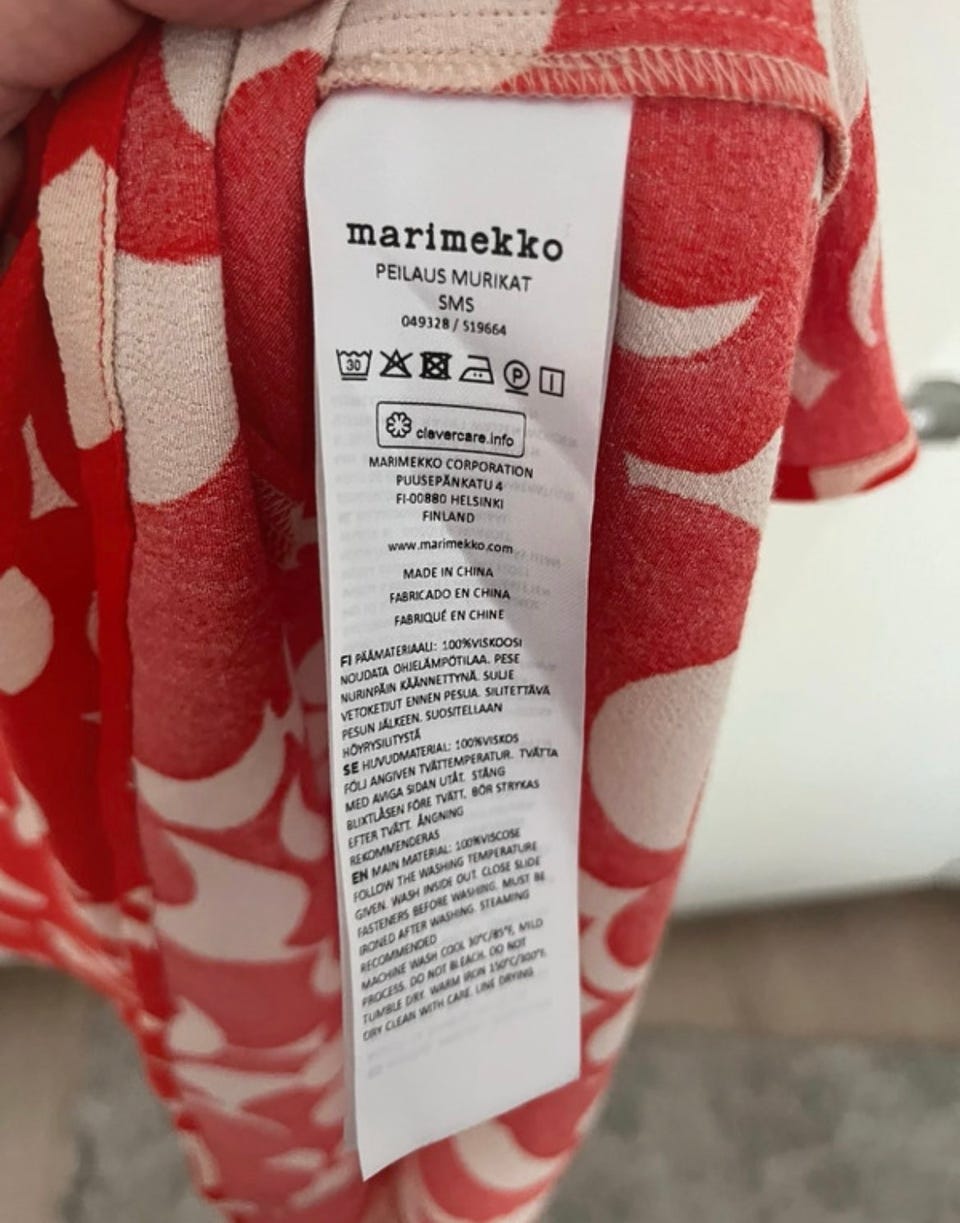 marimekko
PEILAUS MURIKAT
SMS
049328 / 519664
30 P
clevercare.info
MARIMEKKO CORPORATION
PUUSEPÄNKATU 4
FI-00880 HELSINKI
FINLAND
www.marimekko.com
MADE IN CHINA
FABRICADO EN CHINA
FABRIQUÉ EN CHINE
FI PÄÄMATERIAALI: 100%VISKOOSI
NOUDATA OHJELÄMPÖTILAA. PESE
NURINPÄIN KÄÄNNETTYNÄ. SULJE
VETOKETJUT ENNEN PESUA. SILITETTÄVÄ
PESUN JÄLKEEN. SUOSITELLAAN
HÖYRYSILITYSTÄ
SE HUVUDMATERIAL: 100%VISKOS
FÖLJ ANGIVEN TVÄTTEMPERATUR. TVÄTTA
MED AVIGA SIDAN UTÅT. STÄNG
BLIXTLÅSEN FÖRE TVÄTT. BÖR STRYKAS
EFTER TVÄTT. ÅNGNING
REKOMMENDERAS
EN MAIN MATERIAL: 100%VISCOSE
FOLLOW THE WASHING TEMPERATURE
GIVEN. WASH INSIDE OUT. CLOSE SLIDE
FASTENERS BEFORE WASHING. MUST BE
IRONED AFTER WASHING. STEAMING
RECOMMENDED
MACHINE WASH COOL 30°C/85°F, MILD
PROCESS. DO NOT BLEACH. DO NOT
TUMBLE DRY. WARM IRON 150°C/300°F.
DRY CLEAN WITH CARE. LINE DRYING